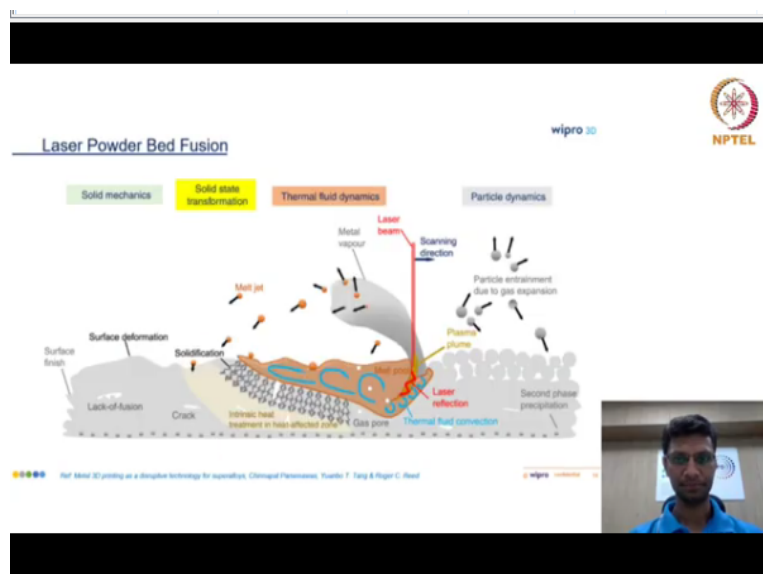 wipro 3D
NPTEL
Laser Powder Bed Fusion
Solid mechanics
Solid state
transformation
Thermal fluid dynamics
Particle dynamics
Laser
beam
Metal
vapour
Scanning
direction
Melt jet
Particle entrainment
due to gas expansion
Surface deformation
Surface
finish
Solidification
Plasma
plume
Melt pool
Laser
reflection
Second phase
precipitation
Lack-of-fusion
Crack
Intrinsic heat
treatment in heat-affected zone
Gas pore
Thermal fluid convection
Ref: Metal 3D printing as a disruptive technology for superalloys, Chinnapat Panwisawas, Yuanbo T. Tang & Roger C. Reed
wipro